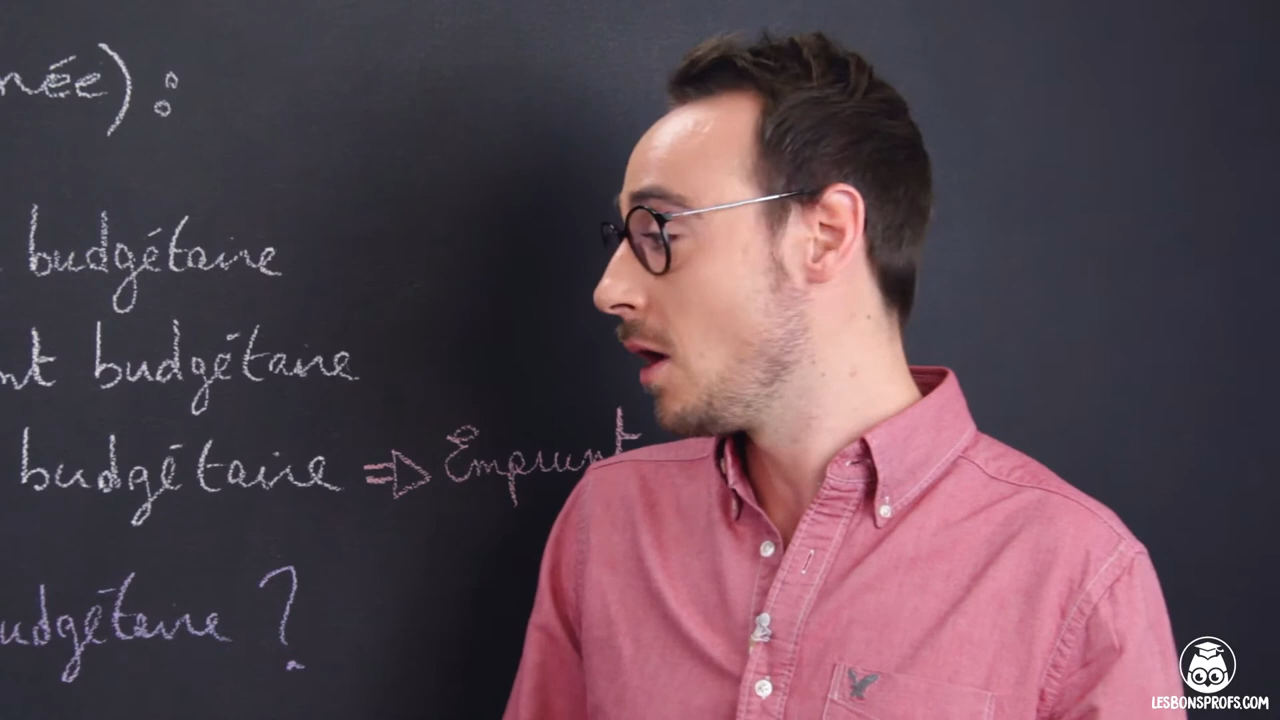 née) :
budgétaire
nt budgétaire
budgétaire => Emprunt
udgétaire ?
LESBONSPROFS.COM